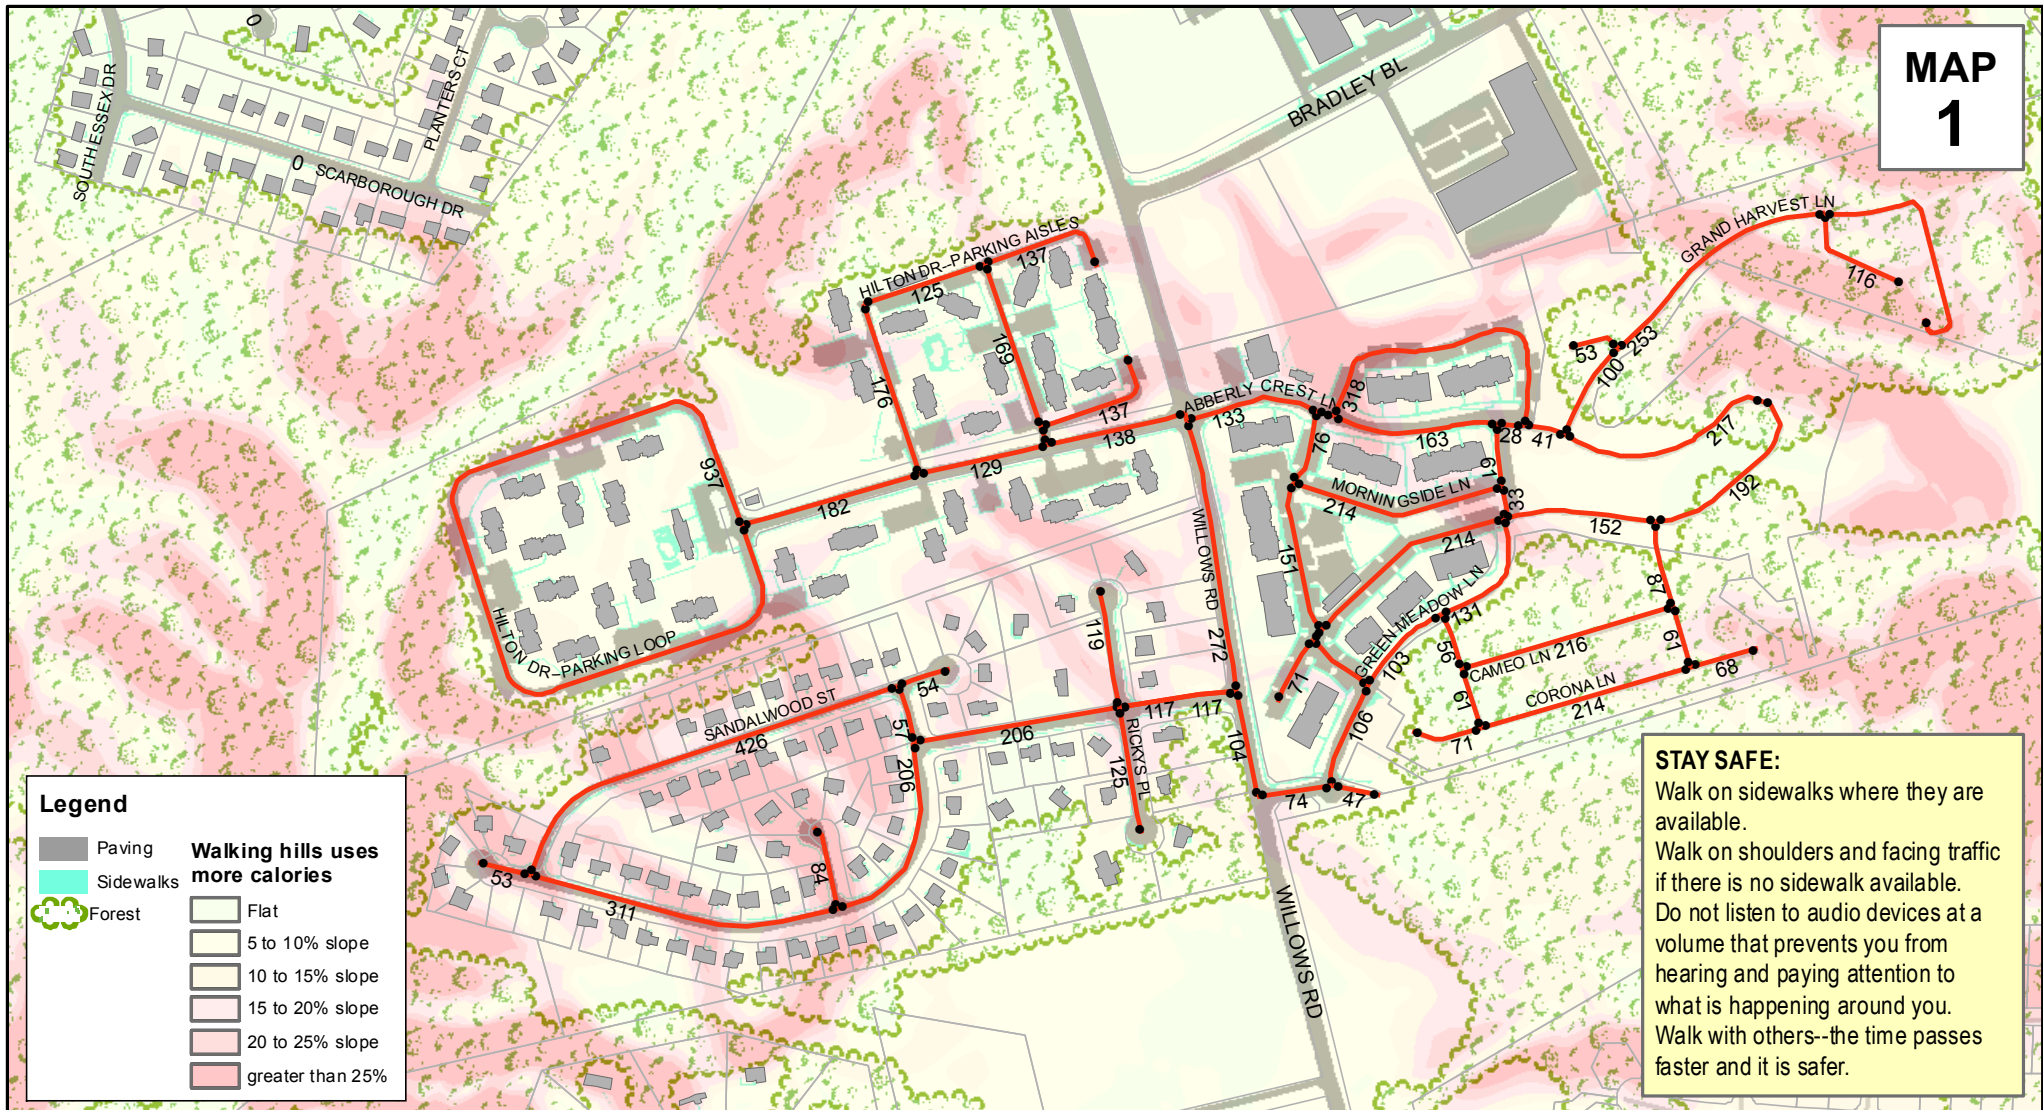 MAP
1
0
SOUTH ESSEX DR
PLANTERS CT
0 SCARBOROUGH DR
BRADLEY BL
GRAND HARVEST LN
116
HILTON DR--PARKING AISLES
137
125
169
176
53
253
100
ABBERLY CREST LN
133
318
137
138
76
163
28
41
217
129
937
182
61
MORNINGSIDE LN
214
33
192
152
WILLOWS RD
151
214
87
HILTON DR--PARKING LOOP
119
272
GREEN MEADOW LN
131
103
56
CAMEO LN 216
61
68
CORONA LN
214
61
71
71
106
54
SANDALWOOD ST
426
57
206
117
117
RICKYS PL
104
125
206
74
47
84
53
311
WILLOWS RD
Legend
Paving
Sidewalks
Forest
Walking hills uses
more calories
Flat
5 to 10% slope
10 to 15% slope
15 to 20% slope
20 to 25% slope
greater than 25%
STAY SAFE:
Walk on sidewalks where they are
available.
Walk on shoulders and facing traffic
if there is no sidewalk available.
Do not listen to audio devices at a
volume that prevents you from
hearing and paying attention to
what is happening around you.
Walk with others--the time passes
faster and it is safer.